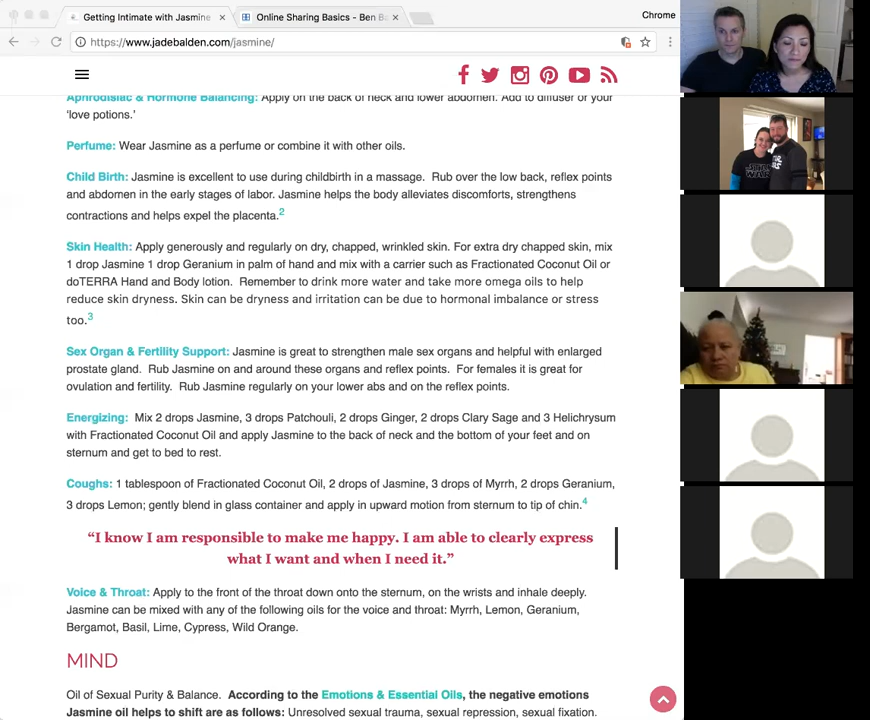 Getting Intimate with Jasmine
Online Sharing Basics - Ben B
Chrome
https://www.jadebalden.com/jasmine/
Aphrodisiac & Hormone Balancing: Apply on the back of neck and lower abdomen. Add to diffuser or your
‘love potions.’
Perfume: Wear Jasmine as a perfume or combine it with other oils.
Child Birth: Jasmine is excellent to use during childbirth in a massage. Rub over the low back, reflex points
and abdomen in the early stages of labor. Jasmine helps the body alleviates discomforts, strengthens
contractions and helps expel the placenta.2
Skin Health: Apply generously and regularly on dry, chapped, wrinkled skin. For extra dry chapped skin, mix
1 drop Jasmine 1 drop Geranium in palm of hand and mix with a carrier such as Fractionated Coconut Oil or
doTERRA Hand and Body lotion. Remember to drink more water and take more omega oils to help
reduce skin dryness. Skin can be dryness and irritation can be due to hormonal imbalance or stress
too.3
Sex Organ & Fertility Support: Jasmine is great to strengthen male sex organs and helpful with enlarged
prostate gland. Rub Jasmine on and around these organs and reflex points. For females it is great for
ovulation and fertility. Rub Jasmine regularly on your lower abs and on the reflex points.
Energizing: Mix 2 drops Jasmine, 3 drops Patchouli, 2 drops Ginger, 2 drops Clary Sage and 3 Helichrysum
with Fractionated Coconut Oil and apply Jasmine to the back of neck and the bottom of your feet and on
sternum and get to bed to rest.
Coughs: 1 tablespoon of Fractionated Coconut Oil, 2 drops of Jasmine, 3 drops of Myrrh, 2 drops Geranium,
3 drops Lemon; gently blend in glass container and apply in upward motion from sternum to tip of chin.4
“I know I am responsible to make me happy. I am able to clearly express
what I want and when I need it.”
Voice & Throat: Apply to the front of the throat down onto the sternum, on the wrists and inhale deeply.
Jasmine can be mixed with any of the following oils for the voice and throat: Myrrh, Lemon, Geranium,
Bergamot, Basil, Lime, Cypress, Wild Orange.
MIND
Oil of Sexual Purity & Balance. According to the Emotions & Essential Oils, the negative emotions
Jasmine oil helps to shift are as follows: Unresolved sexual trauma, sexual repression, sexual fixation.